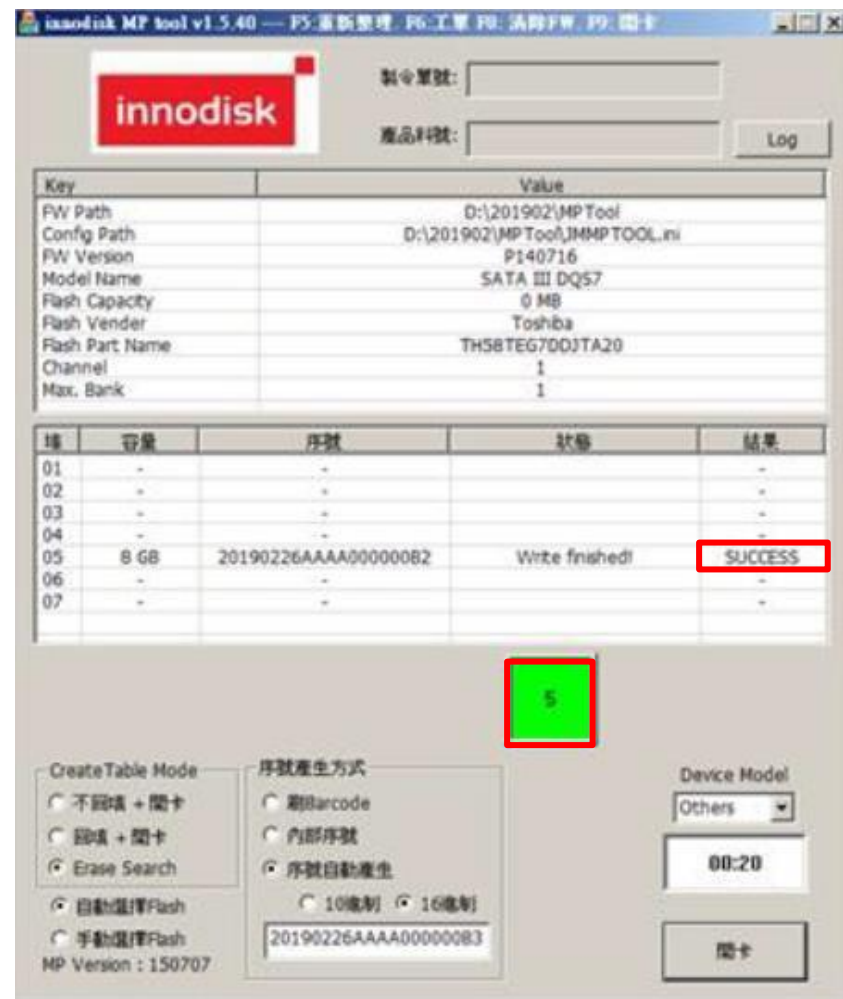 innodisk MP tool v1.5.40 --- F5:重新整理, F6:工單 F8: 清除FW, F9: 開卡
innodisk
製令單號:
產品料號:
Log
Key Value
FW Path D:\201902\MPTool
Config Path D:\201902\MPTool\JMMPTOOL.ini
FW Version P140716
Model Name SATA III DQS7
Flash Capacity 0 MB
Flash Vender Toshiba
Flash Part Name TH58TEG7DDJTA20
Channel 1
Max. Bank 1
埠 容量 序號 狀態 結果
01 - - -
02 - - -
03 - - -
04 - - -
05 8 GB 20190226AAAA000000B2 Write finished! SUCCESS
06 - - -
07 - - -
5
CreateTable Mode
不回填 + 開卡
回填 + 開卡
Erase Search
自動選擇Flash
手動選擇Flash
MP Version : 150707
序號產生方式
刷Barcode
內部序號
序號自動產生
10進制 16進制
20190226AAAA000000B3
Device Model
Others
00:20
開卡